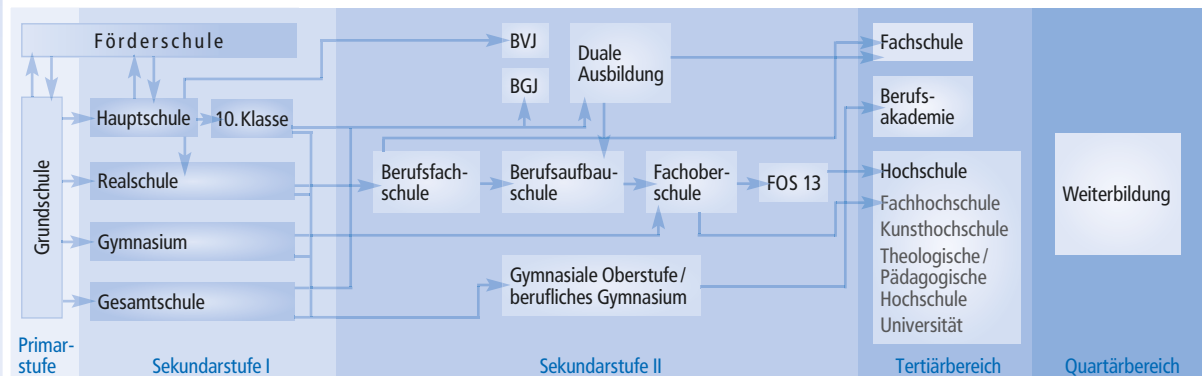 Förderschule
Grundschule
Hauptschule
10. Klasse
Realschule
Gymnasium
Gesamtschule
BVJ
BGJ
Duale
Ausbildung
Berufsfach-
schule
Berufsaufbau-
schule
Fachober-
schule
FOS 13
Gymnasiale Oberstufe /
berufliches Gymnasium
Fachschule
Berufs-
akademie
Hochschule
Fachhochschule
Kunsthochschule
Theologische /
Pädagogische
Hochschule
Universität
Weiterbildung
Primar-
stufe
Sekundarstufe I
Sekundarstufe II
Tertiärbereich
Quartärbereich